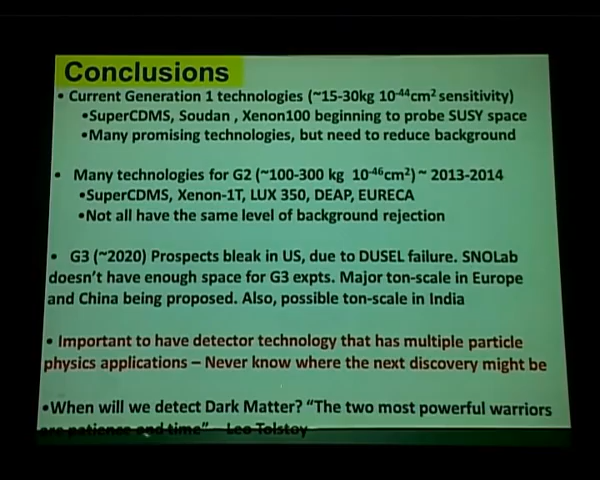 Conclusions
• Current Generation 1 technologies (~15-30kg 10⁻⁴⁴cm² sensitivity)
•SuperCDMS, Soudan , Xenon100 beginning to probe SUSY space
•Many promising technologies, but need to reduce background
• Many technologies for G2 (~100-300 kg 10⁻⁴⁶cm²) ~ 2013-2014
•SuperCDMS, Xenon-1T, LUX 350, DEAP, EURECA
•Not all have the same level of background rejection
• G3 (~2020) Prospects bleak in US, due to DUSEL failure. SNOLab
doesn't have enough space for G3 expts. Major ton-scale in Europe
and China being proposed. Also, possible ton-scale in India
• Important to have detector technology that has multiple particle
physics applications – Never know where the next discovery might be
•When will we detect Dark Matter? “The two most powerful warriors
are patience and time” – Leo Tolstoy